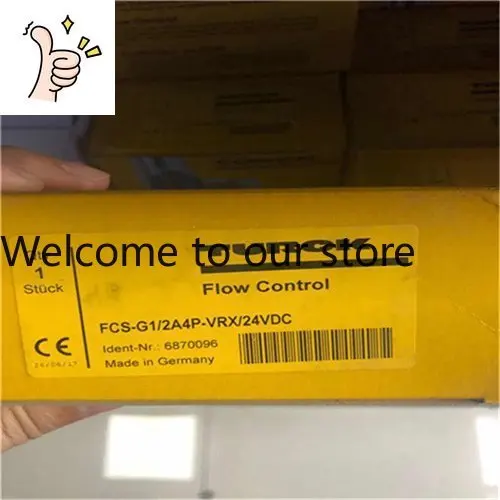 Welcome to our store
TURCK
1
Stück
Flow Control
FCS-G1/2A4P-VRX/24VDC
Ident-Nr.: 6870096
Made in Germany
CE